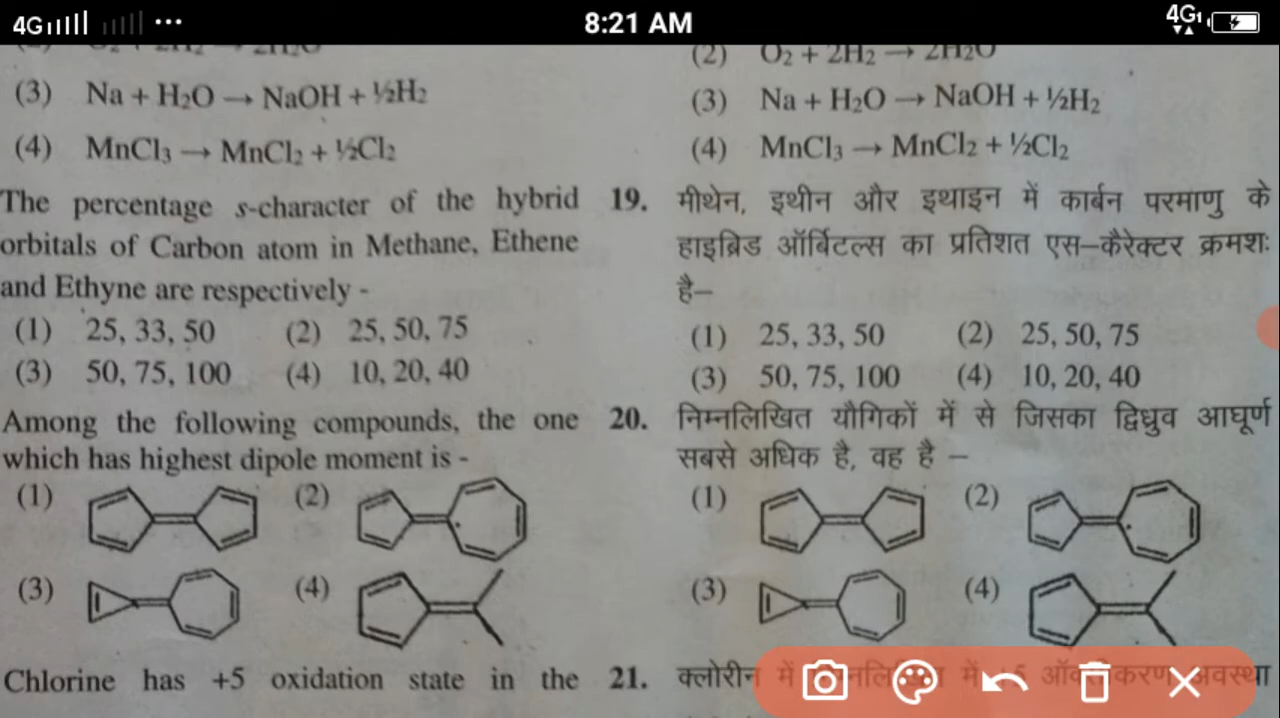 4G
8:21 AM
4G
(2) O₂ + 2H₂ → 2H₂O
(3) Na + H₂O → NaOH + ½H₂
(4) MnCl₃ → MnCl₂ + ½Cl₂
The percentage s-character of the hybrid
orbitals of Carbon atom in Methane, Ethene
and Ethyne are respectively -
(1) 25, 33, 50 (2) 25, 50, 75
(3) 50, 75, 100 (4) 10, 20, 40
Among the following compounds, the one
which has highest dipole moment is -
(1) (2)
(3) (4)
Chlorine has +5 oxidation state in the
(2) O₂ + 2H₂ → 2H₂O
(3) Na + H₂O → NaOH + ½H₂
(4) MnCl₃ → MnCl₂ + ½Cl₂
19. मीथेन, इथीन और इथाइन में कार्बन परमाणु के
हाइब्रिड ऑर्बिटल्स का प्रतिशत एस-कैरेक्टर क्रमशः
है–
(1) 25, 33, 50 (2) 25, 50, 75
(3) 50, 75, 100 (4) 10, 20, 40
20. निम्नलिखित यौगिकों में से जिसका द्विध्रुव आघूर्ण
सबसे अधिक है, वह है –
(1) (2)
(3) (4)
21. क्लोरीन में में +5 अवस्था